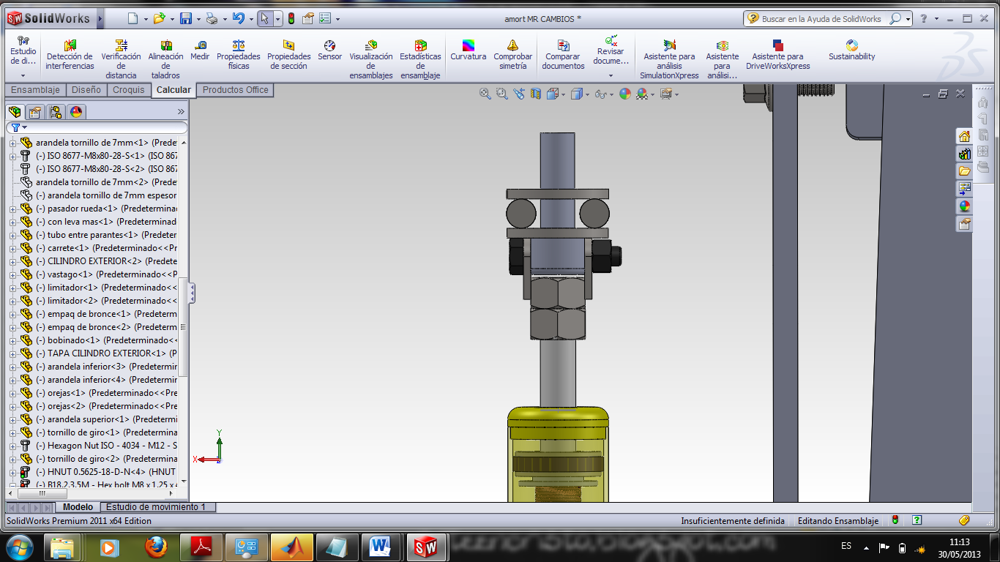 SolidWorks
amort MR CAMBIOS *
Buscar en la Ayuda de SolidWorks
Estudio de di...
Detección de interferencias
Verificación de distancia
Alineación de taladros
Medir
Propiedades físicas
Propiedades de sección
Sensor
Visualización de ensamblajes
Estadísticas de ensamblaje
Curvatura
Comprobar simetría
Comparar documentos
Revisar docume...
Asistente para análisis SimulationXpress
Asistente para análisi...
Asistente para DriveWorksXpress
Sustainability
Ensamblaje
Diseño
Croquis
Calcular
Productos Office
arandela tornillo de 7mm<1> (Prede
(-) ISO 8677-M8x80-28-S<1> (ISO 867
(-) ISO 8677-M8x80-28-S<2> (ISO 867
arandela tornillo de 7mm<2> (Prede
(-) arandela tornillo de 7mm espesor
(-) pasador rueda<1> (Predetermina
(-) con leva mas<1> (Predeterminad
(-) tubo entre parantes<1> (Predeter
(-) carrete<1> (Predeterminado<<Pr
(-) CILINDRO EXTERIOR<2> (Predete
(-) vastago<1> (Predeterminado<<P
(-) limitador<1> (Predeterminado<<
(-) limitador<2> (Predeterminado<<
(-) empaq de bronce<1> (Predeterm
(-) empaq de bronce<2> (Predeterm
(-) bobinado<1> (Predeterminado<<
(-) TAPA CILINDRO EXTERIOR<1> (P
(-) arandela inferior<3> (Predetermin
(-) arandela inferior<4> (Predetermin
(-) orejas<1> (Predeterminado<<Pre
(-) orejas<2> (Predeterminado<<Pre
(-) arandela superior<1> (Predetermi
(-) tornillo de giro<1> (Predetermina
(-) Hexagon Nut ISO - 4034 - M12 - S
(-) tornillo de giro<2> (Predetermina
(-) HNUT 0.5625-18-D-N<4> (HNUT
(-) B18.2.3.5M - Hex bolt M8 x 1.25 x
Y
X
Modelo
Estudio de movimiento 1
SolidWorks Premium 2011 x64 Edition
Insuficientemente definida
Editando Ensamblaje
ES
11:13
30/05/2013